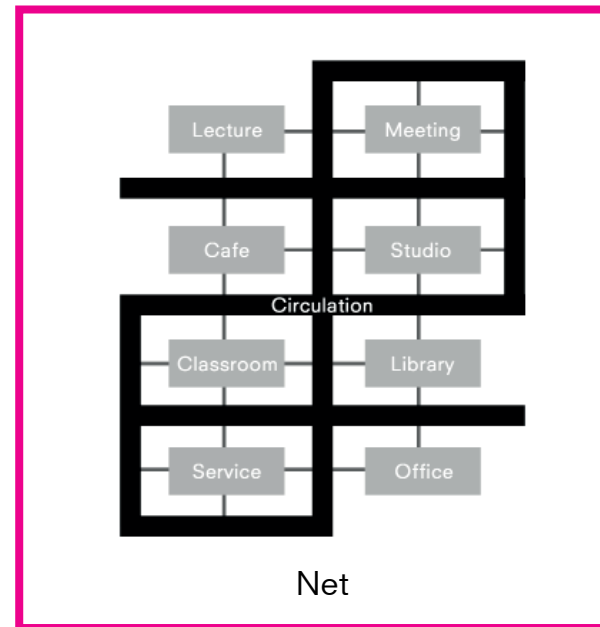 Lecture
Meeting
Cafe
Studio
Circulation
Classroom
Library
Service
Office
Net